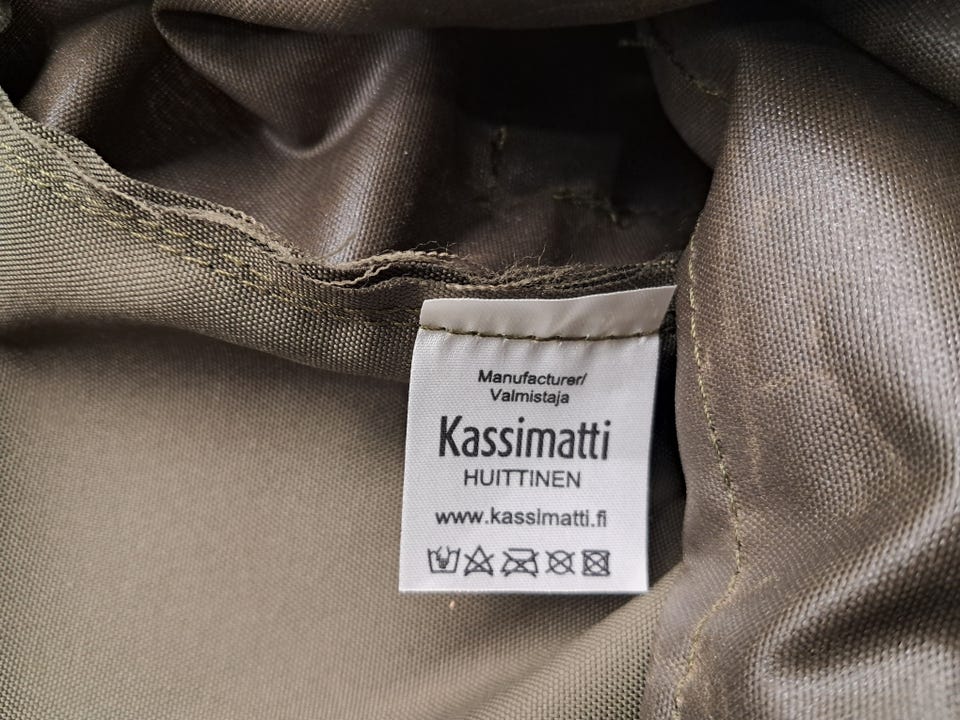 Manufacturer/
Valmistaja
Kassimatti
HUITTINEN
www.kassimatti.fi